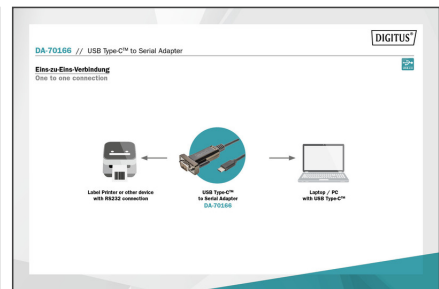 DIGITUS®
DA-70166 // USB Type-C™ to Serial Adapter
Eins-zu-Eins-Verbindung
One to one connection
Label Printer or other device
with RS232 connection
USB Type-C™
to Serial Adapter
DA-70166
Laptop / PC
with USB Type-C™